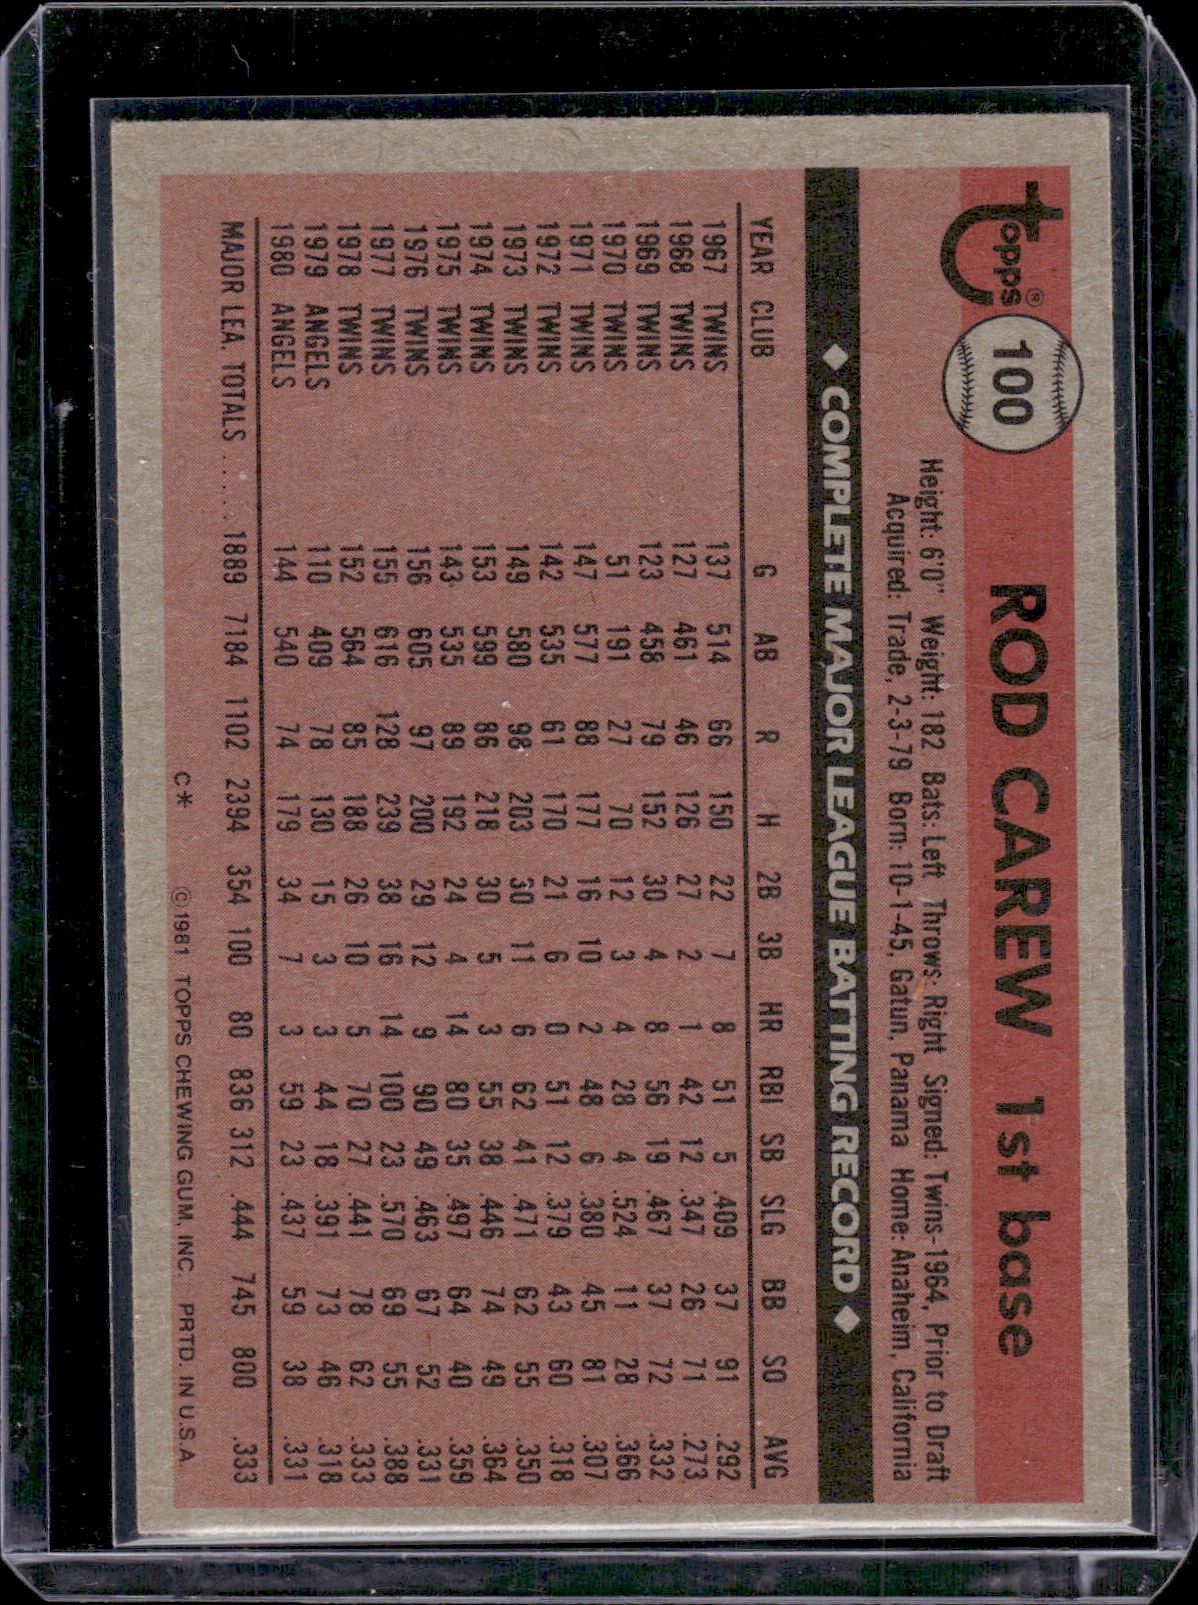 topps® 100 ROD CAREW 1st base
Height: 6'0" Weight: 182 Bats: Left Throws: Right Signed: Twins-1964, Prior to Draft
Acquired: Trade, 2-3-79 Born: 10-1-45, Gatun, Panama Home: Anaheim, California
◆ COMPLETE MAJOR LEAGUE BATTING RECORD ◆
YEAR CLUB G AB R H 2B 3B HR RBI SB SLG BB SO AVG
1967 TWINS 137 514 66 150 22 7 8 51 5 .409 37 91 .292
1968 TWINS 127 461 46 126 27 2 1 42 12 .347 26 71 .273
1969 TWINS 123 458 79 152 30 4 8 56 19 .467 37 72 .332
1970 TWINS 51 191 27 70 12 3 4 28 4 .524 11 28 .366
1971 TWINS 147 577 88 177 16 10 2 48 6 .380 45 81 .307
1972 TWINS 142 535 61 170 21 6 0 51 12 .379 43 60 .318
1973 TWINS 149 580 98 203 30 11 6 62 41 .471 62 55 .350
1974 TWINS 153 599 86 218 30 5 3 55 38 .446 74 49 .364
1975 TWINS 143 535 89 192 24 4 14 80 35 .497 64 40 .359
1976 TWINS 156 605 97 200 29 12 9 90 49 .463 67 52 .331
1977 TWINS 155 616 128 239 38 16 14 100 23 .570 69 55 .388
1978 TWINS 152 564 85 188 26 10 5 70 27 .441 78 62 .333
1979 ANGELS 110 409 78 130 15 3 3 44 18 .391 73 46 .318
1980 ANGELS 144 540 74 179 34 7 3 59 23 .437 59 38 .331
MAJOR LEA. TOTALS . . . . 1889 7184 1102 2394 354 100 80 836 312 .444 745 800 .333
C* ©1981 TOPPS CHEWING GUM, INC. PRTD. IN U.S.A.